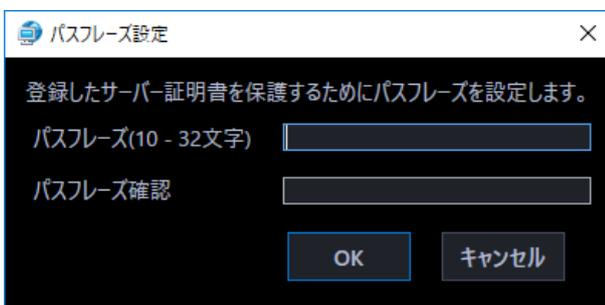 パスフレーズ設定
登録したサーバー証明書を保護するためにパスフレーズを設定します。
パスフレーズ(10 - 32文字)
パスフレーズ確認
OK キャンセル